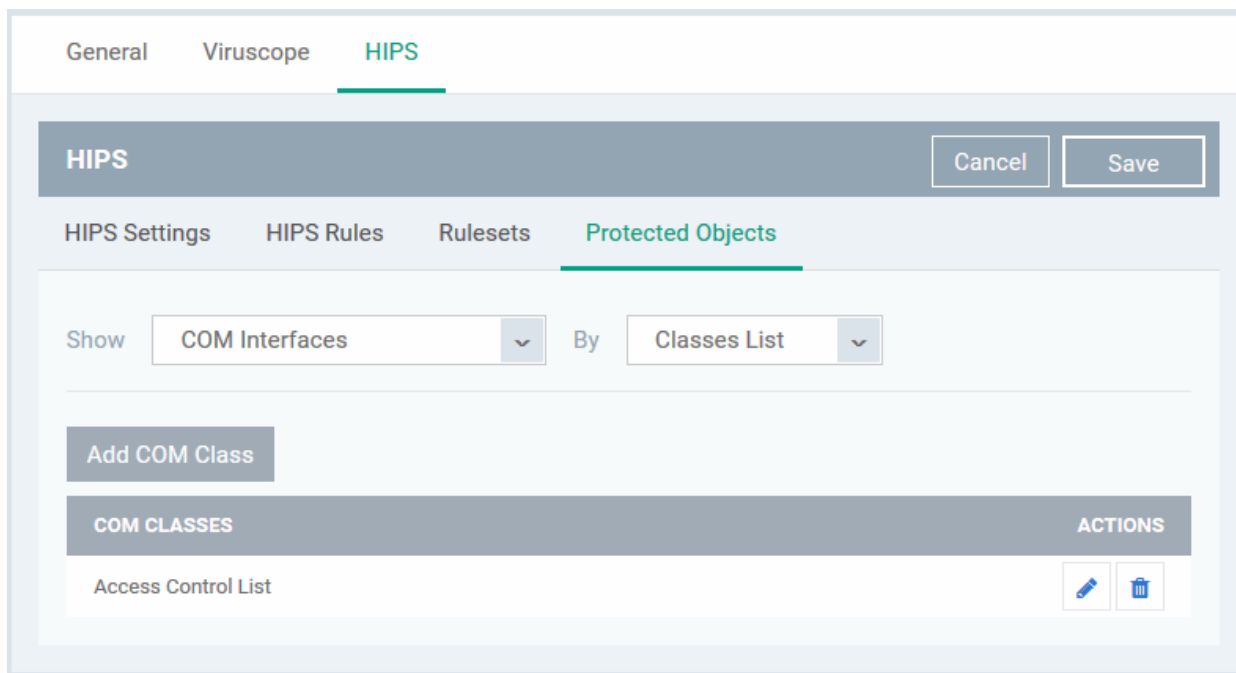 General Viruscope HIPS
HIPS Cancel Save
HIPS Settings HIPS Rules Rulesets Protected Objects
Show COM Interfaces By Classes List
Add COM Class
COM CLASSES ACTIONS
Access Control List